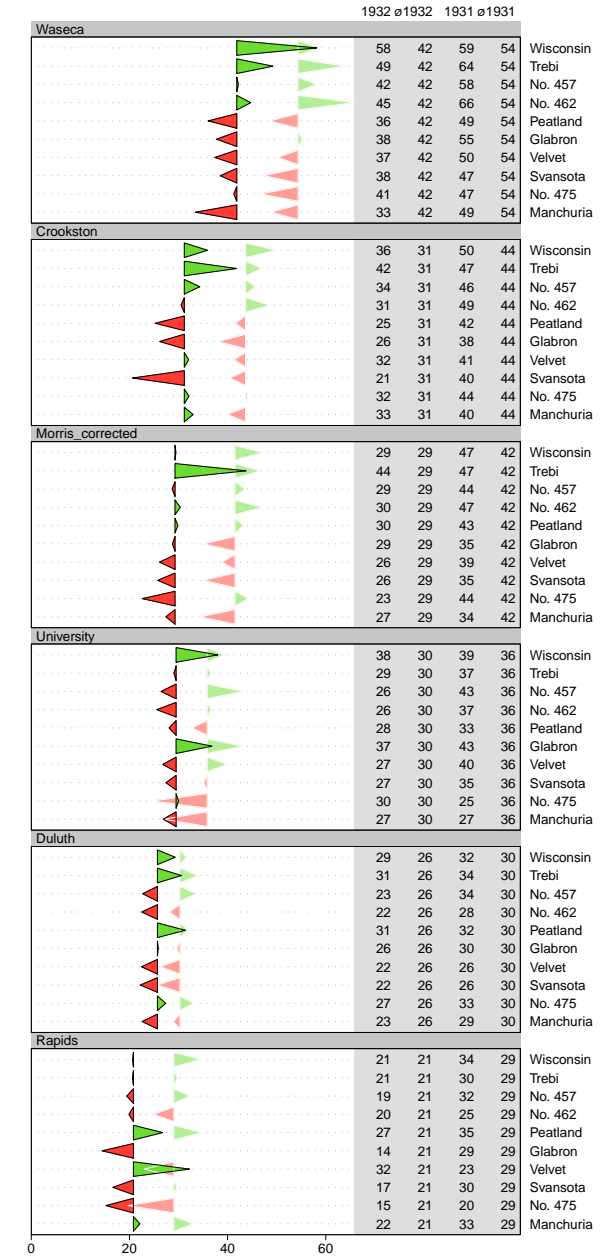 1932 ø1932 1931 ø1931
Waseca
58 42 59 54 Wisconsin
49 42 64 54 Trebi
42 42 58 54 No. 457
45 42 66 54 No. 462
36 42 49 54 Peatland
38 42 55 54 Glabron
37 42 50 54 Velvet
38 42 47 54 Svansota
41 42 47 54 No. 475
33 42 49 54 Manchuria
Crookston
36 31 50 44 Wisconsin
42 31 47 44 Trebi
34 31 46 44 No. 457
31 31 49 44 No. 462
25 31 42 44 Peatland
26 31 38 44 Glabron
32 31 41 44 Velvet
21 31 40 44 Svansota
32 31 44 44 No. 475
33 31 40 44 Manchuria
Morris_corrected
29 29 47 42 Wisconsin
44 29 47 42 Trebi
29 29 44 42 No. 457
30 29 47 42 No. 462
30 29 43 42 Peatland
29 29 35 42 Glabron
26 29 39 42 Velvet
26 29 35 42 Svansota
23 29 44 42 No. 475
27 29 34 42 Manchuria
University
38 30 39 36 Wisconsin
29 30 37 36 Trebi
26 30 43 36 No. 457
26 30 37 36 No. 462
28 30 33 36 Peatland
37 30 43 36 Glabron
27 30 40 36 Velvet
27 30 35 36 Svansota
30 30 25 36 No. 475
27 30 27 36 Manchuria
Duluth
29 26 32 30 Wisconsin
31 26 34 30 Trebi
23 26 34 30 No. 457
22 26 28 30 No. 462
31 26 32 30 Peatland
26 26 30 30 Glabron
22 26 26 30 Velvet
22 26 26 30 Svansota
27 26 33 30 No. 475
23 26 29 30 Manchuria
Rapids
21 21 34 29 Wisconsin
21 21 30 29 Trebi
19 21 32 29 No. 457
20 21 25 29 No. 462
27 21 35 29 Peatland
14 21 29 29 Glabron
32 21 23 29 Velvet
17 21 30 29 Svansota
15 21 20 29 No. 475
22 21 33 29 Manchuria
0 20 40 60